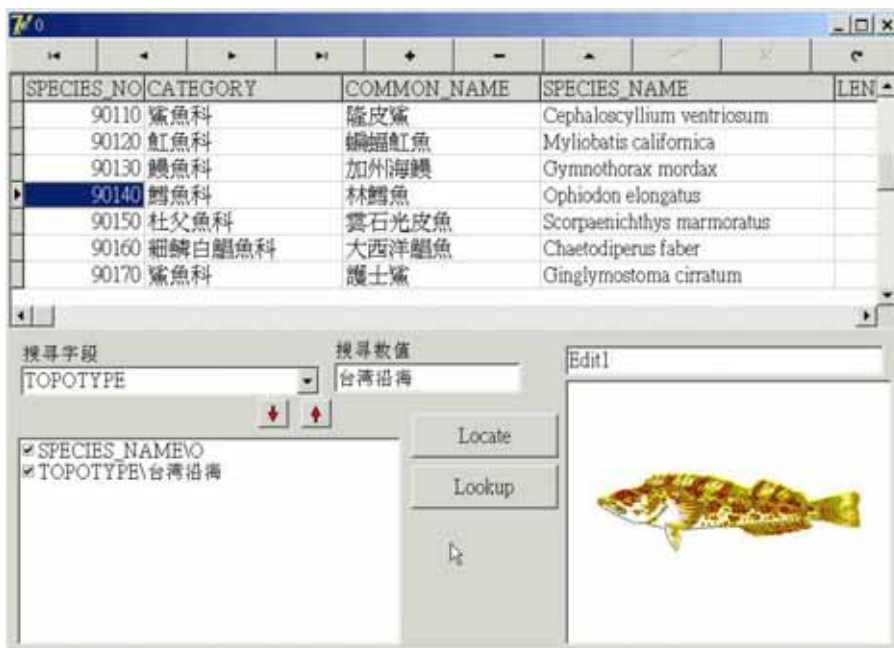 0
SPECIES_NO CATEGORY COMMON_NAME SPECIES_NAME LEN
90110 鯊魚科 隆皮鯊 Cephaloscyllium ventriosum
90120 魟魚科 蝙蝠魟魚 Myliobatis californica
90130 鰻魚科 加州海鰻 Gymnothorax mordax
90140 鱈魚科 林鱈魚 Ophiodon elongatus
90150 杜父魚科 雲石光皮魚 Scorpaenichthys marmoratus
90160 細鱗白鯧魚科 大西洋鯧魚 Chaetodiperus faber
90170 鯊魚科 護士鯊 Ginglymostoma cirratum
搜尋字段 搜尋数值
TOPOTYPE 台湾沿海 Edit1
Locate
SPECIES_NAME\O
TOPOTYPE\台湾沿海
Lookup